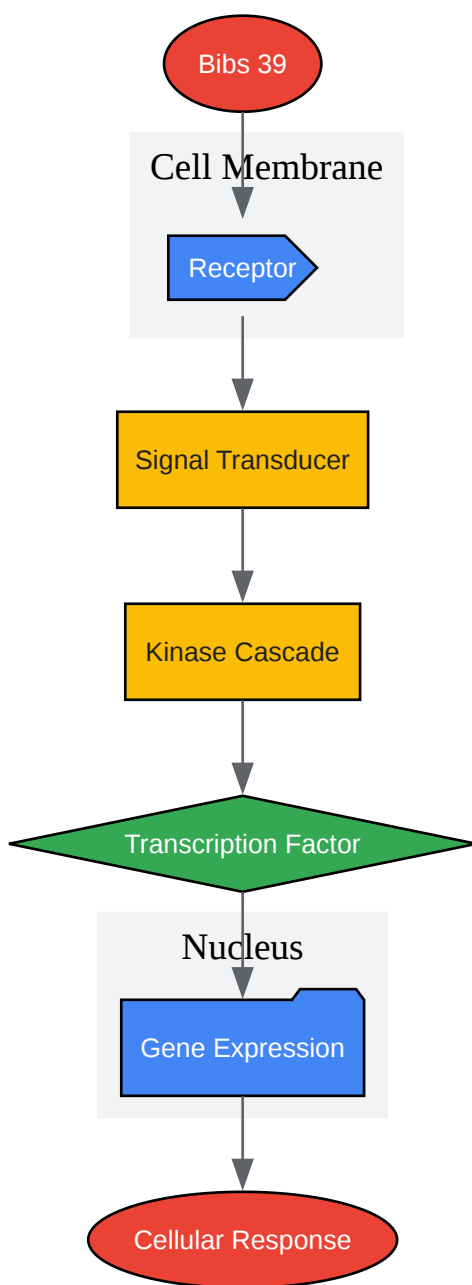 Bibs 39
Cell Membrane
Receptor
Signal Transducer
Kinase Cascade
Transcription Factor
Nucleus
Gene Expression
Cellular Response